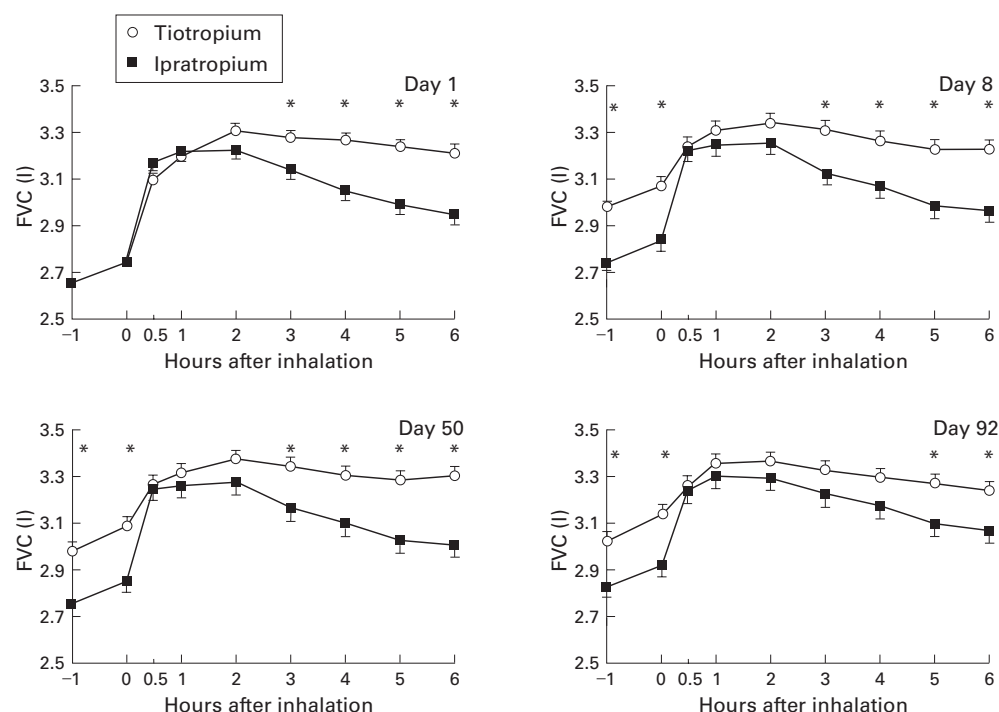 Tiotropium
Ipratropium
Day 1
3.5
3.3
3.1
2.9
2.7
2.5
FVC (l)
* * * *
−1 0 0.5 1 2 3 4 5 6
Hours after inhalation
Day 8
3.5
3.3
3.1
2.9
2.7
2.5
FVC (l)
* * * * * *
−1 0 0.5 1 2 3 4 5 6
Hours after inhalation
Day 50
3.5
3.3
3.1
2.9
2.7
2.5
FVC (l)
* * * * * *
−1 0 0.5 1 2 3 4 5 6
Hours after inhalation
Day 92
3.5
3.3
3.1
2.9
2.7
2.5
FVC (l)
* * * *
−1 0 0.5 1 2 3 4 5 6
Hours after inhalation